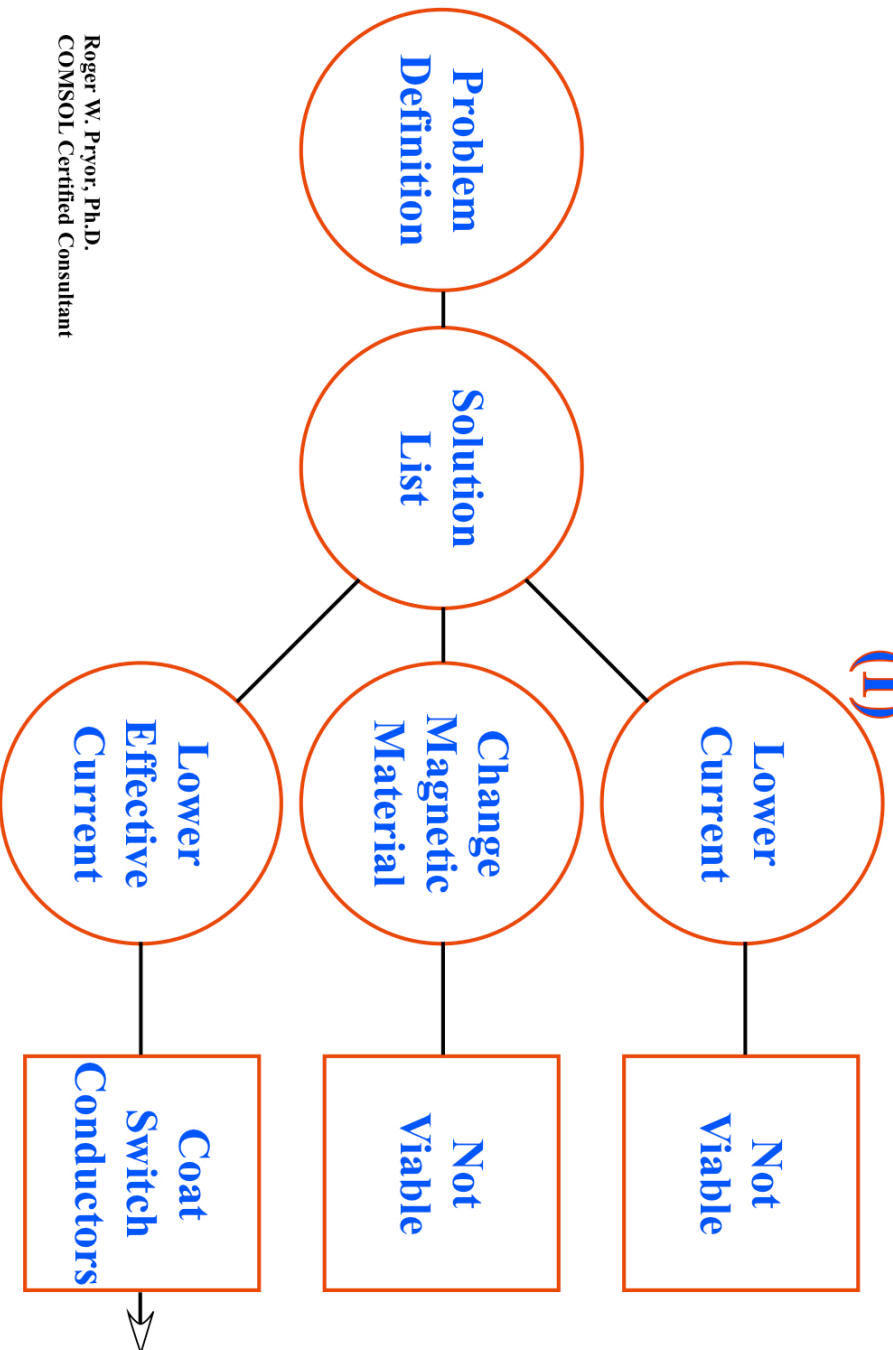 (1)
Problem
Definition
Solution
List
Lower
Current
Not
Viable
Change
Magnetic
Material
Not
Viable
Lower
Effective
Current
Coat
Switch
Conductors
Roger W. Pryor, Ph.D.
COMSOL Certified Consultant